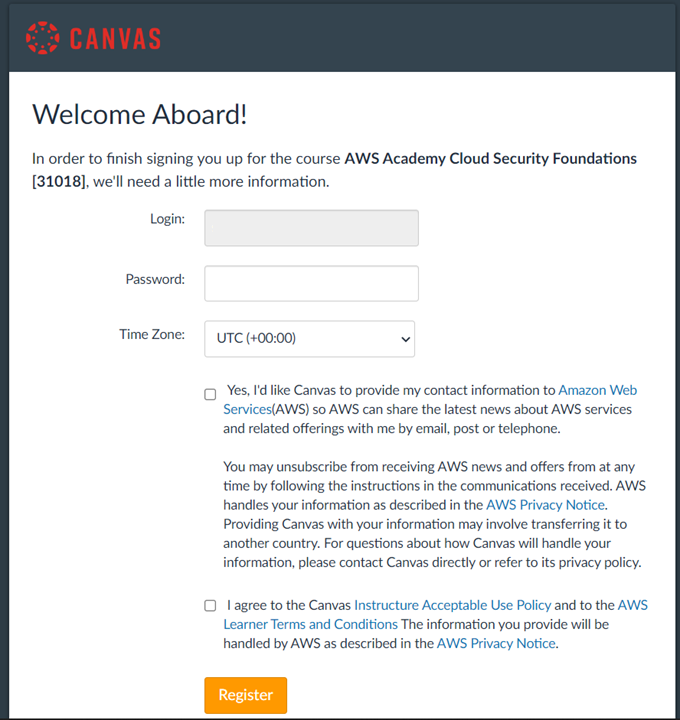 CANVAS
Welcome Aboard!
In order to finish signing you up for the course AWS Academy Cloud Security Foundations
[31018], we'll need a little more information.
Login:
Password:
Time Zone:
UTC (+00:00)
Yes, I'd like Canvas to provide my contact information to Amazon Web
Services(AWS) so AWS can share the latest news about AWS services
and related offerings with me by email, post or telephone.
You may unsubscribe from receiving AWS news and offers from at any
time by following the instructions in the communications received. AWS
handles your information as described in the AWS Privacy Notice.
Providing Canvas with your information may involve transferring it to
another country. For questions about how Canvas will handle your
information, please contact Canvas directly or refer to its privacy policy.
I agree to the Canvas Instructure Acceptable Use Policy and to the AWS
Learner Terms and Conditions The information you provide will be
handled by AWS as described in the AWS Privacy Notice.
Register